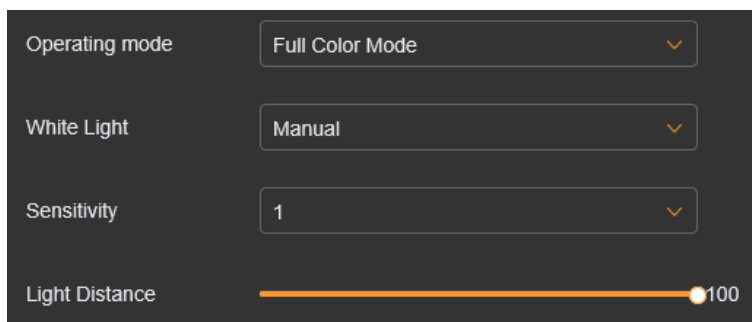 Operating mode Full Color Mode
White Light Manual
Sensitivity 1
Light Distance 100